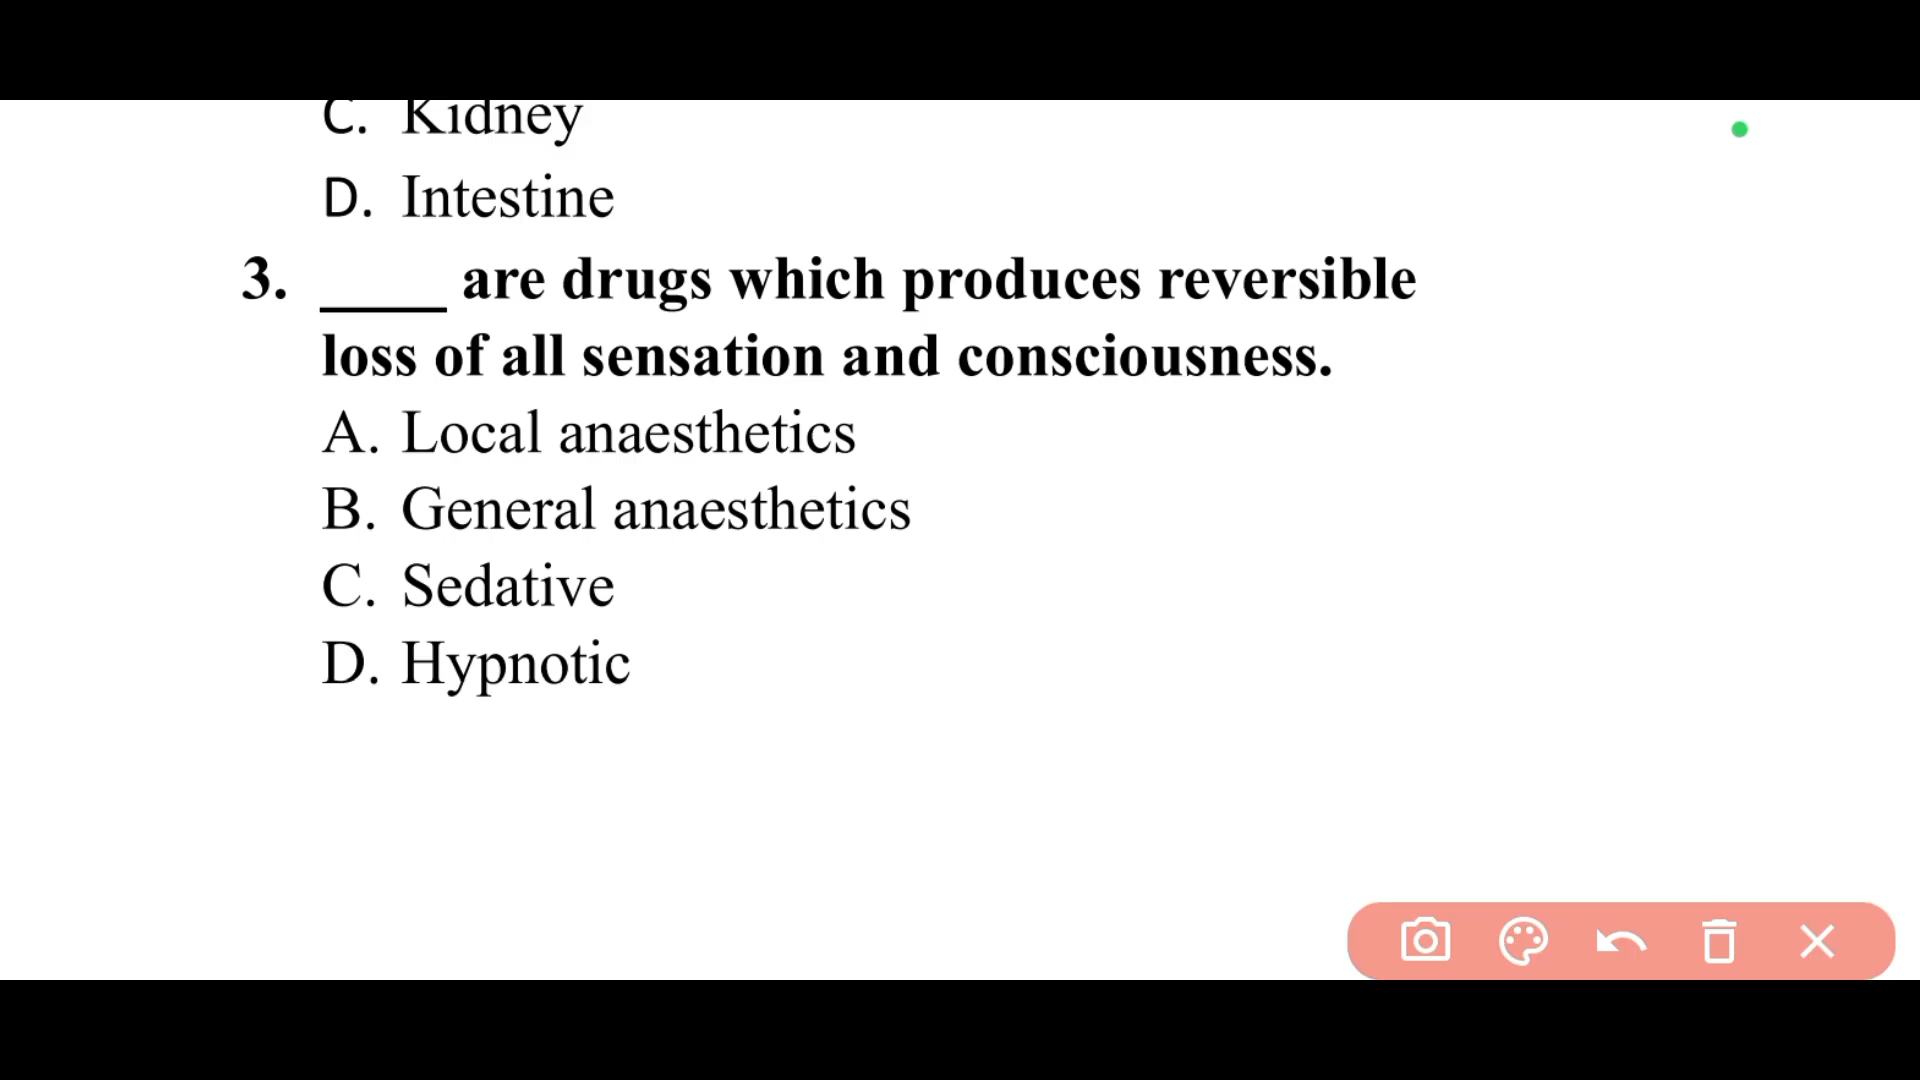 C. Kidney
D. Intestine
3. ____ are drugs which produces reversible
loss of all sensation and consciousness.
A. Local anaesthetics
B. General anaesthetics
C. Sedative
D. Hypnotic